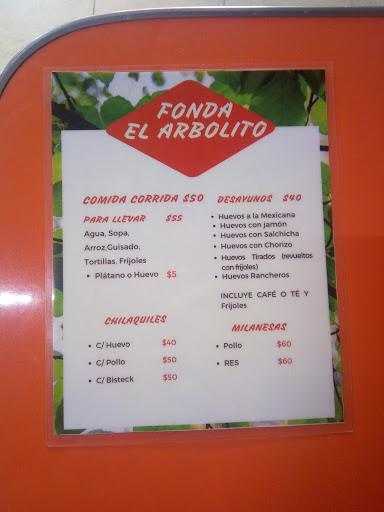 FONDA
EL ARBOLITO
COMIDA CORRIDA $50
PARA LLEVAR $55
Agua, Sopa,
Arroz,Guisado,
Tortillas. Frijoles
• Plátano o Huevo $5
DESAYUNOS $40
• Huevos a la Mexicana
• Huevos con jamón
• Huevos con Salchicha
• Huevos con Chorizo
• Huevos Tirados (revueltos
con frijoles)
• Huevos Rancheros
INCLUYE CAFÉ O TÉ Y
Frijoles
CHILAQUILES
• C/ Huevo $40
• C/ Pollo $50
• C/ Bisteck $50
MILANESAS
• Pollo $60
• RES $60